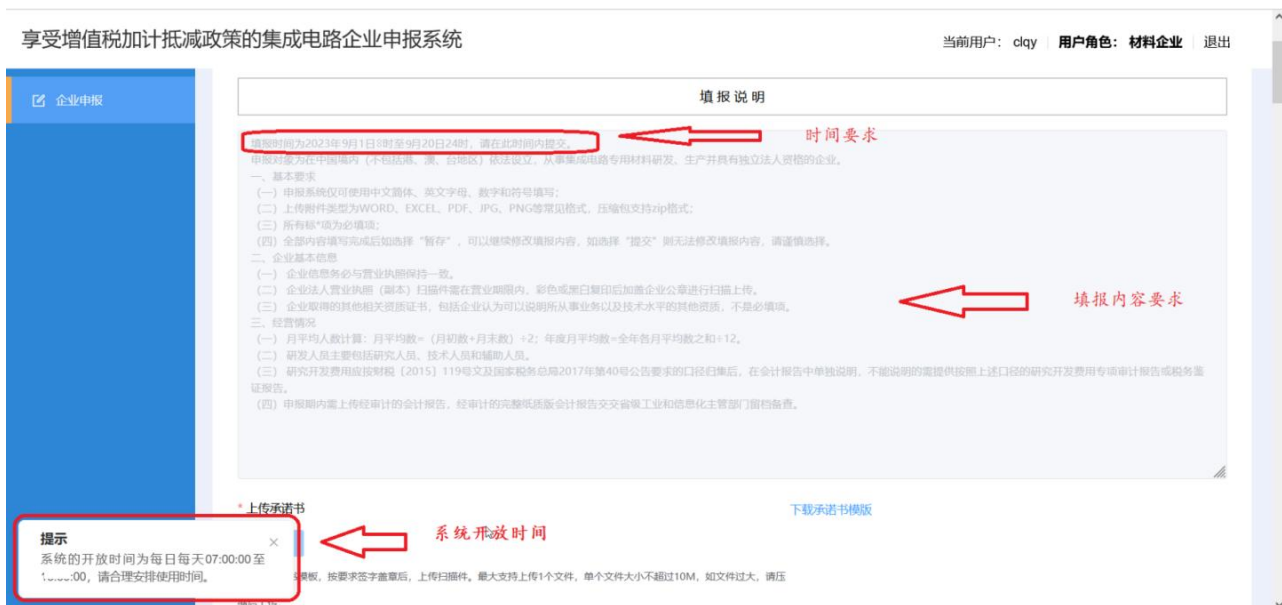 享受增值税加计抵减政策的集成电路企业申报系统
当前用户： clqy 用户角色： 材料企业 退出
企业申报
填报说明
填报时间为2023年9月1日8时至9月20日24时，请在此时间内提交。
时间要求
申报对象为在中国境内（不包括港、澳、台地区）依法设立，从事集成电路专用材料研发、生产并具有独立法人资格的企业。
一、基本要求
（一）申报系统仅可使用中文简体、英文字母、数字和符号填写；
（二）上传附件类型为WORD、EXCEL、PDF、JPG、PNG等常见格式，压缩包支持zip格式；
（三）所有标*项为必填项；
（四）全部内容填写完成后如选择“暂存”，可以继续修改填报内容，如选择“提交”则无法修改填报内容，请谨慎选择。
二、企业基本信息
（一）企业信息务必与营业执照保持一致。
（二）企业法人营业执照（副本）扫描件需在营业期限内，彩色或黑白复印后加盖企业公章进行扫描上传。
（三）企业取得的其他相关资质证书，包括企业认为可以说明所从事业务以及技术水平的其他资质，不是必填项。
填报内容要求
三、经营情况
（一）月平均人数计算：月平均数=（月初数+月末数）÷2；年度月平均数=全年各月平均数之和÷12。
（二）研发人员主要包括研究人员、技术人员和辅助人员。
（三）研究开发费用应按财税〔2015〕119号文及国家税务总局2017年第40号公告要求的口径归集后，在会计报告中单独说明，不能说明的需提供按照上述口径的研究开发费用专项审计报告或税务鉴
证报告。
（四）申报期内需上传经审计的会计报告，经审计的完整纸质版会计报告交交省级工业和信息化主管部门留档备查。
* 上传承诺书
下载承诺书模版
系统开放时间
提示
系统的开放时间为每日每天07:00:00至
:00，请合理安排使用时间。
模板，按要求签字盖章后，上传扫描件。最大支持上传1个文件，单个文件大小不超过10M，如文件过大，请压